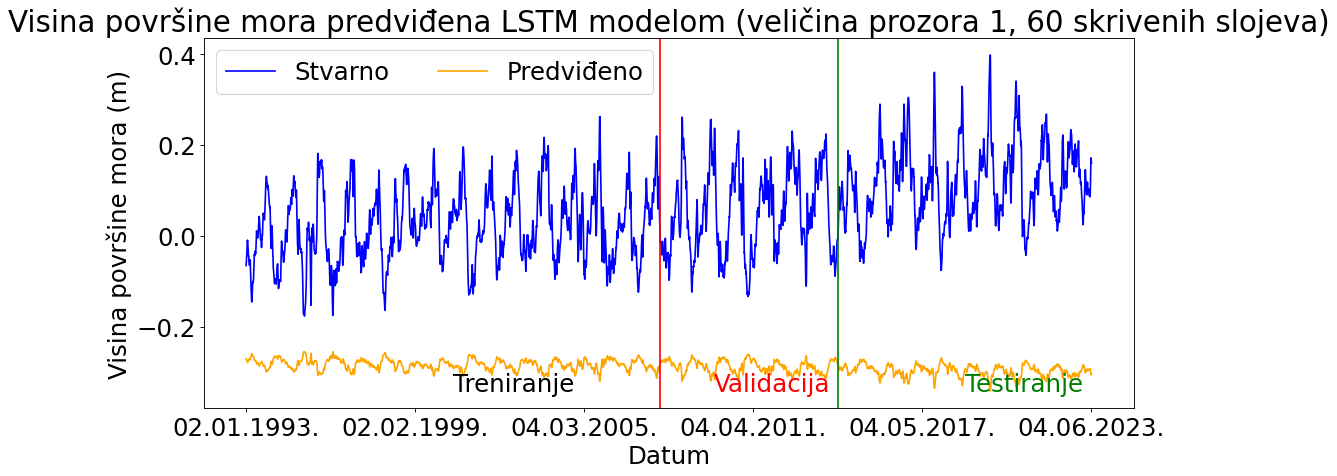 Visina površine mora predviđena LSTM modelom (veličina prozora 1, 60 skrivenih slojeva)
Stvarno
Predviđeno
Visina površine mora (m)
0.4
0.2
0.0
−0.2
Treniranje
Validacija
Testiranje
02.01.1993.
02.02.1999.
04.03.2005.
04.04.2011.
04.05.2017.
04.06.2023.
Datum